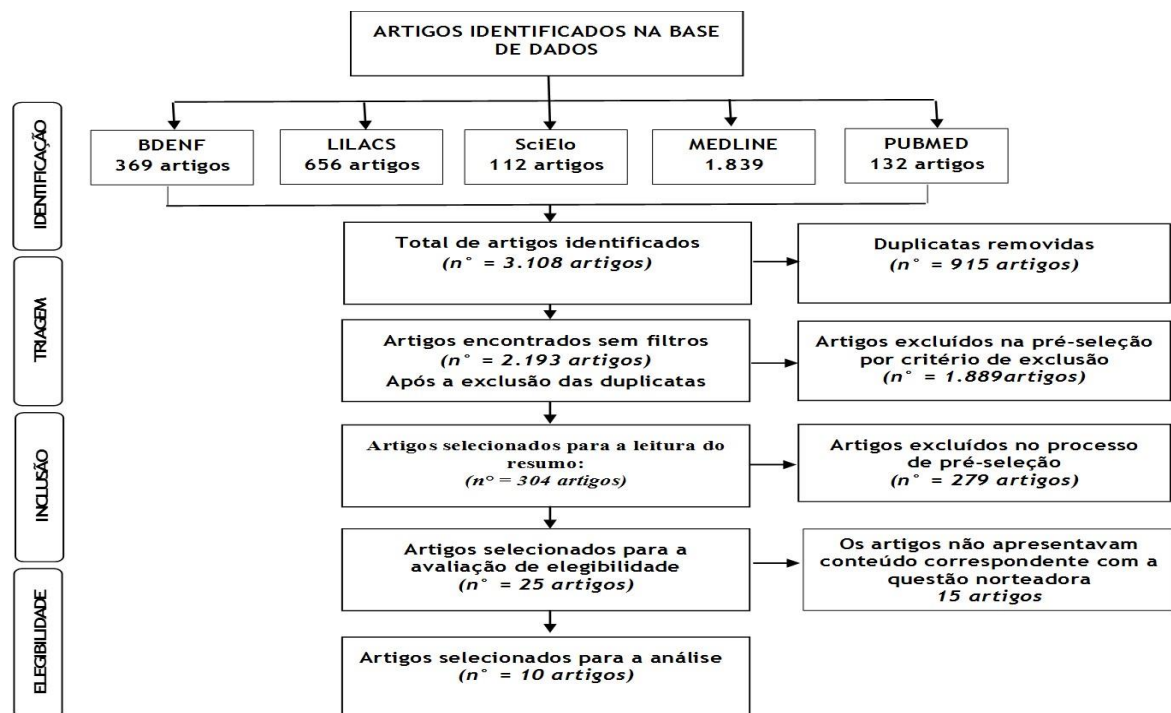 ARTIGOS IDENTIFICADOS NA BASE
DE DADOS
IDENTIFICAÇÃO
BDENF
369 artigos
LILACS
656 artigos
SciElo
112 artigos
MEDLINE
1.839
PUBMED
132 artigos
Total de artigos identificados
(n° = 3.108 artigos)
Duplicatas removidas
(n° = 915 artigos)
TRIAGEM
Artigos encontrados sem filtros
(n° = 2.193 artigos)
Após a exclusão das duplicatas
Artigos excluídos na pré-seleção
por critério de exclusão
(n° = 1.889artigos)
INCLUSÃO
Artigos selecionados para a leitura do
resumo:
(n° = 304 artigos)
Artigos excluídos no processo
de pré-seleção
(n° = 279 artigos)
Artigos selecionados para a
avaliação de elegibilidade
(n° = 25 artigos)
Os artigos não apresentavam
conteúdo correspondente com a
questão norteadora
15 artigos
ELEGIBILIDADE
Artigos selecionados para a análise
(n° = 10 artigos)